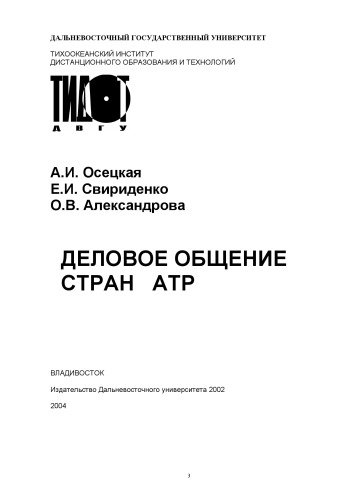 ДАЛЬНЕВОСТОЧНЫЙ ГОСУДАРСТВЕННЫЙ УНИВЕРСИТЕТ
ТИХООКЕАНСКИЙ ИНСТИТУТ
ДИСТАНЦИОННОГО ОБРАЗОВАНИЯ И ТЕХНОЛОГИЙ
ТИДОТ
ДВГУ
А.И. Осецкая
Е.И. Свириденко
О.В. Александрова
ДЕЛОВОЕ ОБЩЕНИЕ
СТРАН АТР
ВЛАДИВОСТОК
Издательство Дальневосточного университета 2002
2004
3